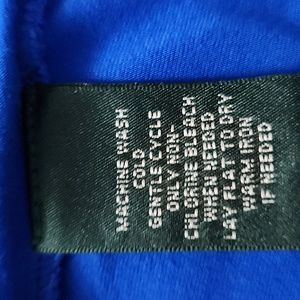 MACHINE WASH
COLD
GENTLE CYCLE
ONLY NON-
CHLORINE BLEACH
WHEN NEEDED
LAY FLAT TO DRY
WARM IRON
IF NEEDED